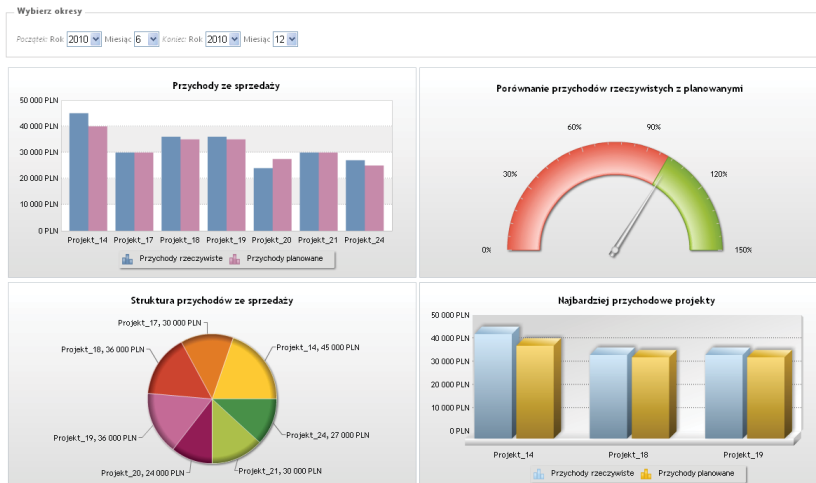 Wybierz okresy
Początek: Rok 2010 Miesiąc 6 Koniec: Rok 2010 Miesiąc 12
Przychody ze sprzedaży
50 000 PLN
40 000 PLN
30 000 PLN
20 000 PLN
10 000 PLN
0 PLN
Projekt_14 Projekt_17 Projekt_18 Projekt_19 Projekt_20 Projekt_21 Projekt_24
Przychody rzeczywiste Przychody planowane
Porównanie przychodów rzeczywistych z planowanymi
60% 90%
30% 120%
0% 150%
Struktura przychodów ze sprzedaży
Projekt_17, 30 000 PLN
Projekt_14, 45 000 PLN
Projekt_18, 36 000 PLN
Projekt_19, 36 000 PLN
Projekt_24, 27 000 PLN
Projekt_20, 24 000 PLN
Projekt_21, 30 000 PLN
Najbardziej przychodowe projekty
50 000 PLN
40 000 PLN
30 000 PLN
20 000 PLN
10 000 PLN
0 PLN
Projekt_14 Projekt_18 Projekt_19
Przychody rzeczywiste Przychody planowane